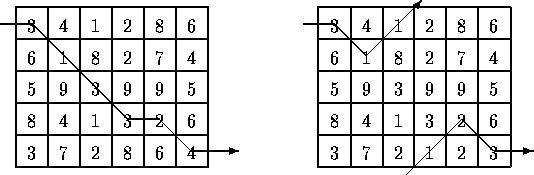 3 4 1 2 8 6 3 4 1 2 8 6
6 1 8 2 7 4 6 1 8 2 7 4
5 9 3 9 9 5 5 9 3 9 9 5
8 4 1 3 2 6 8 4 1 3 2 6
3 7 2 8 6 4 3 7 2 1 2 3